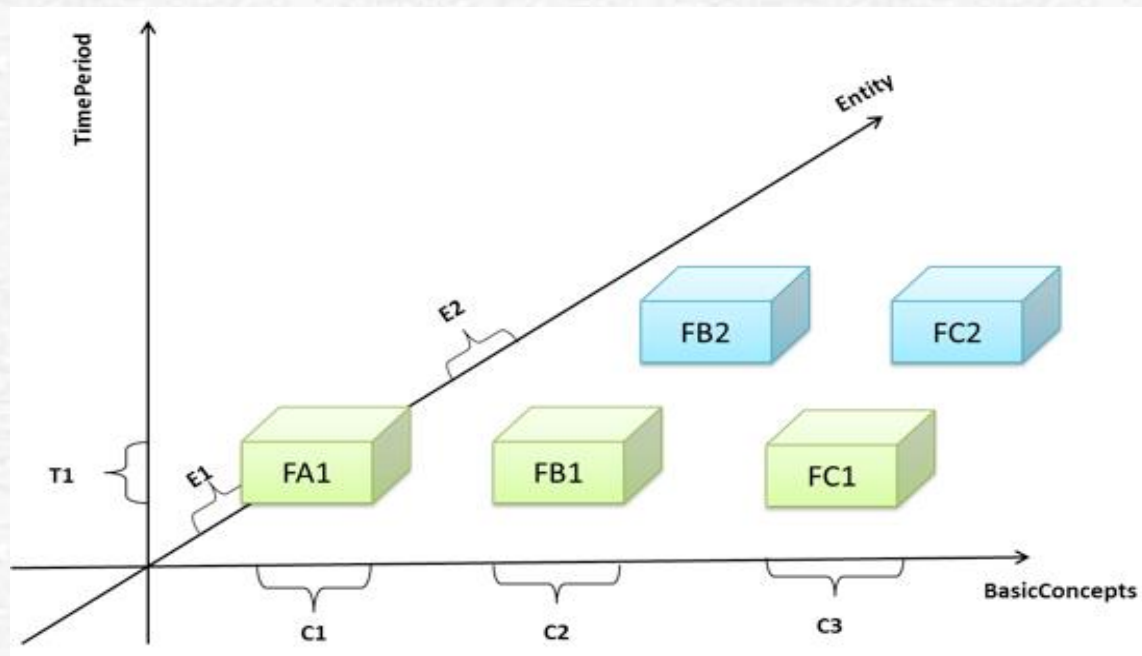 TimePeriod
Entity
FB2
FC2
E2
T1
E1
FA1
FB1
FC1
BasicConcepts
C1
C2
C3